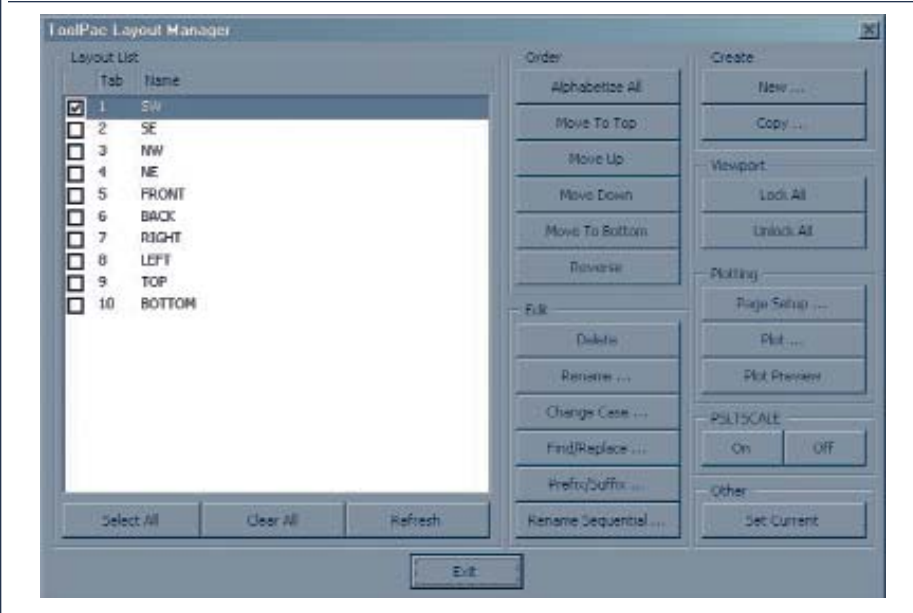 ToolPac Layout Manager
Layout List
Tab Name
1 SW
2 SE
3 NW
4 NE
5 FRONT
6 BACK
7 RIGHT
8 LEFT
9 TOP
10 BOTTOM
Select All Clear All Refresh
Order
Alphabetize All
Move To Top
Move Up
Move Down
Move To Bottom
Reverse
Edit
Delete
Rename ...
Change Case ...
Find/Replace ...
Prefix/Suffix ...
Rename Sequential ...
Create
New ...
Copy ...
Viewport
Lock All
Unlock All
Plotting
Page Setup ...
Plot ...
Plot Preview
PSLTSCALE
On Off
Other
Set Current
Exit